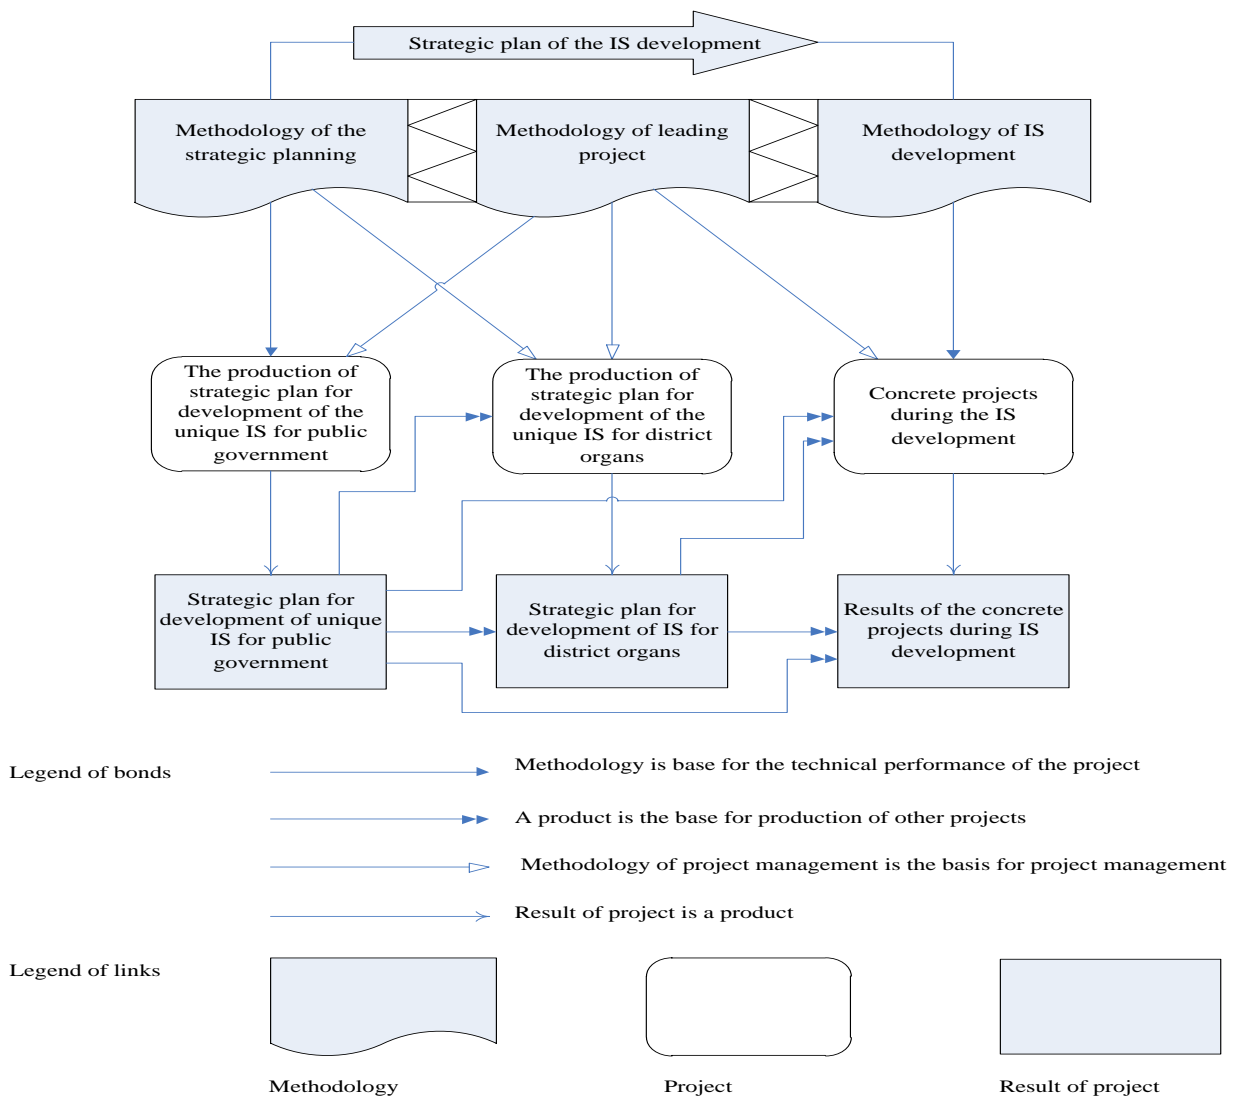 Strategic plan of the IS development
Methodology of the
strategic planning
Methodology of leading
project
Methodology of IS
development
The production of
strategic plan for
development of the
unique IS for public
government
The production of
strategic plan for
development of the
unique IS for district
organs
Concrete projects
during the IS
development
Strategic plan for
development of unique
IS for public
government
Strategic plan for
development of IS for
district organs
Results of the concrete
projects during IS
development
Legend of bonds
Methodology is base for the technical performance of the project
A product is the base for production of other projects
Methodology of project management is the basis for project management
Result of project is a product
Legend of links
Methodology
Project
Result of project